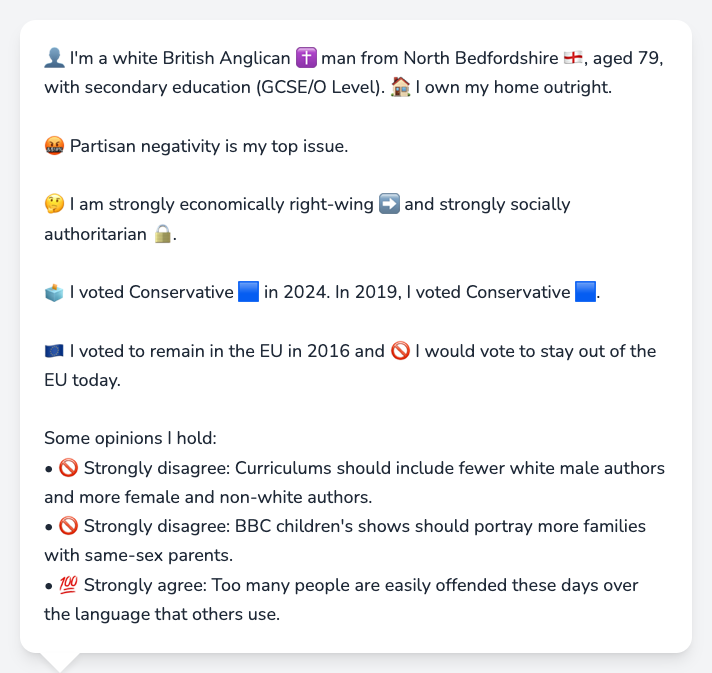 👤 I'm a white British Anglican ✝️ man from North Bedfordshire 🏴󠁧󠁢󠁥󠁮󠁧󠁿, aged 79,
with secondary education (GCSE/O Level). 🏠 I own my home outright.
🤬 Partisan negativity is my top issue.
🤔 I am strongly economically right-wing ➡️ and strongly socially
authoritarian 🔒.
🗳️ I voted Conservative 🟦 in 2024. In 2019, I voted Conservative 🟦.
🇪🇺 I voted to remain in the EU in 2016 and 🚫 I would vote to stay out of the
EU today.
Some opinions I hold:
• 🚫 Strongly disagree: Curriculums should include fewer white male authors
and more female and non-white authors.
• 🚫 Strongly disagree: BBC children's shows should portray more families
with same-sex parents.
• 💯 Strongly agree: Too many people are easily offended these days over
the language that others use.